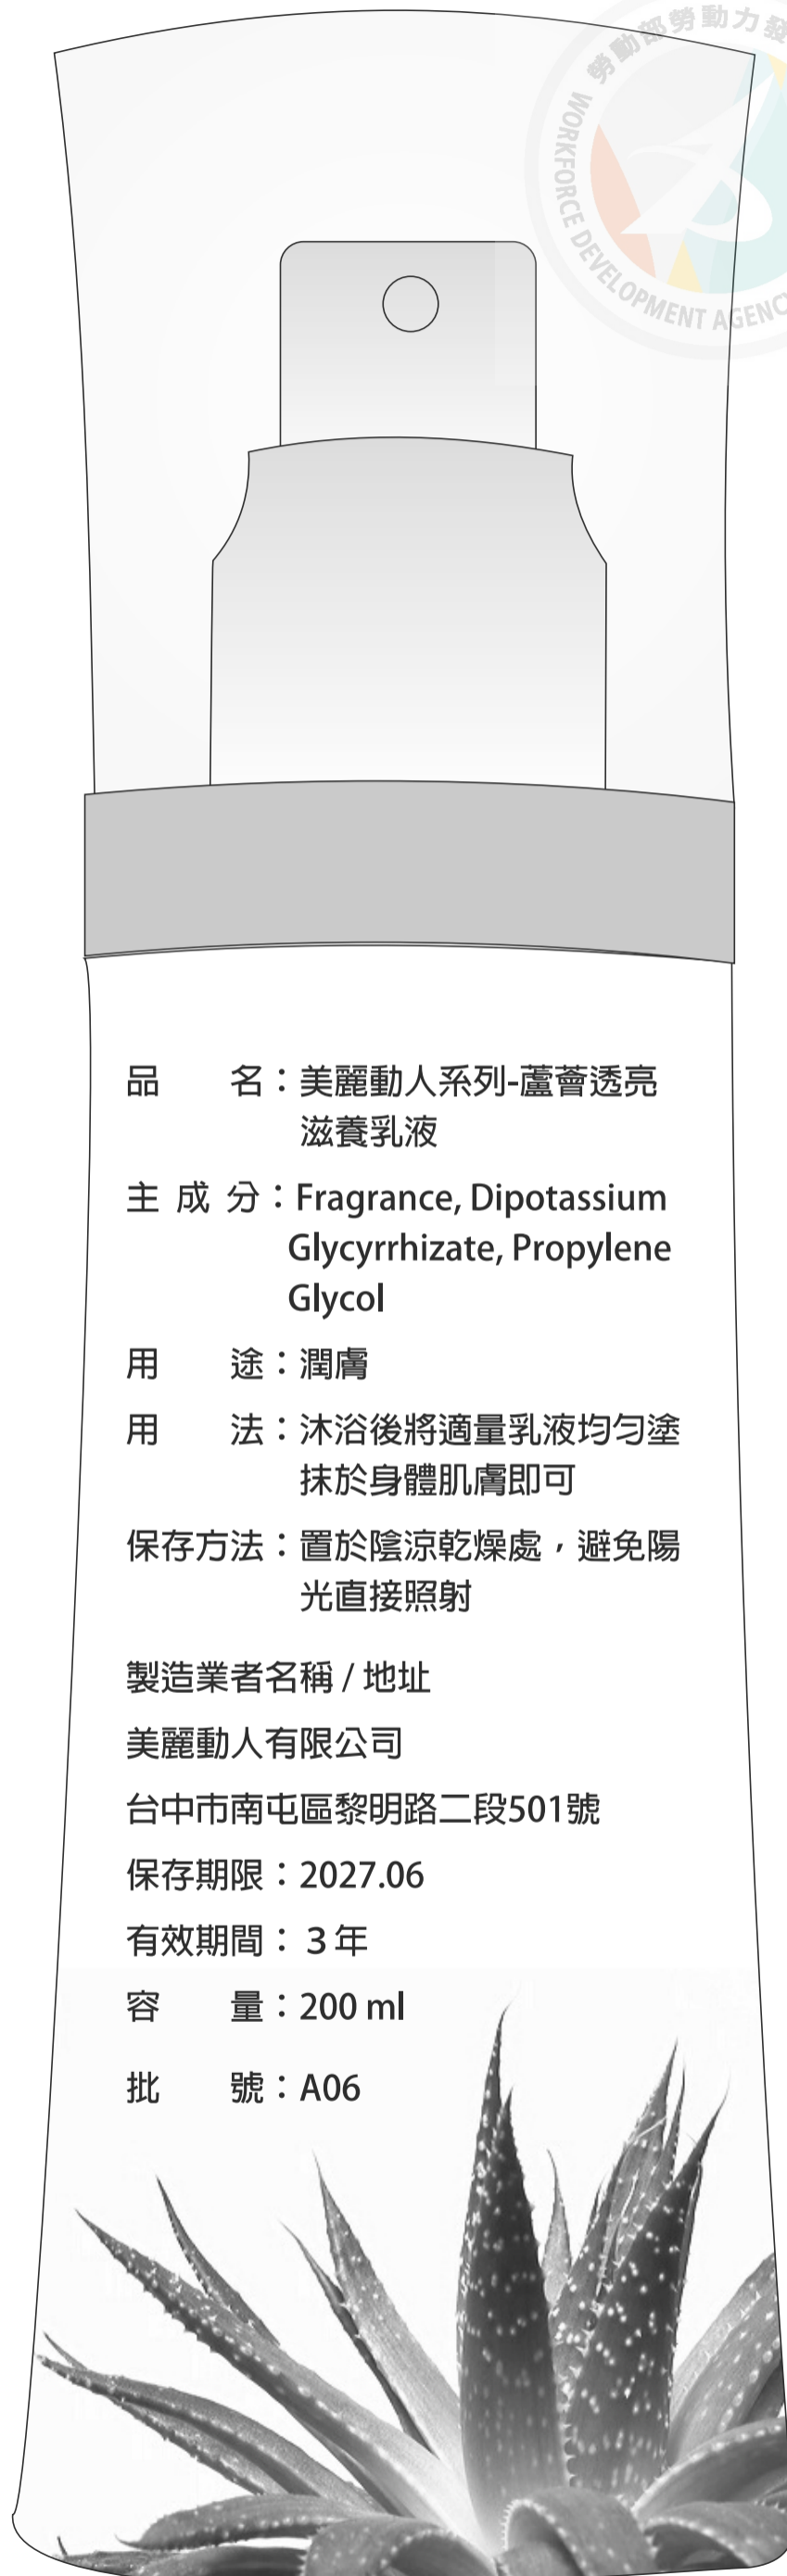 勞動部勞動力發
WORKFORCE DEVELOPMENT AGENC
品　　名：美麗動人系列-蘆薈透亮
滋養乳液
主 成 分：Fragrance, Dipotassium
Glycyrrhizate, Propylene
Glycol
用　　途：潤膚
用　　法：沐浴後將適量乳液均勻塗
抹於身體肌膚即可
保存方法：置於陰涼乾燥處，避免陽
光直接照射
製造業者名稱 / 地址
美麗動人有限公司
台中市南屯區黎明路二段501號
保存期限：2027.06
有效期間：3年
容　　量：200 ml
批　　號：A06